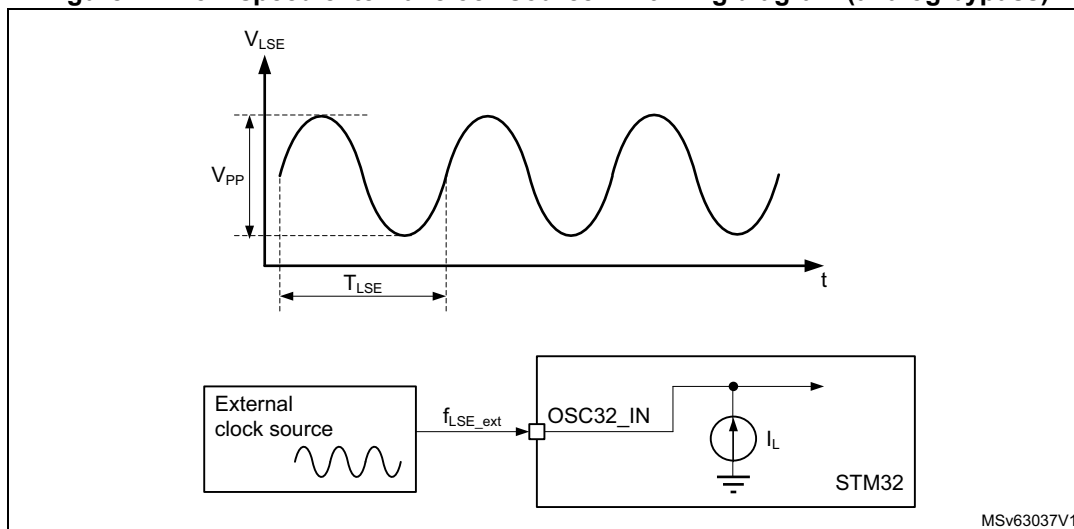 V_LSE
V_PP
T_LSE
t
External
clock source
f_LSE_ext
OSC32_IN
I_L
STM32
MSv63037V1